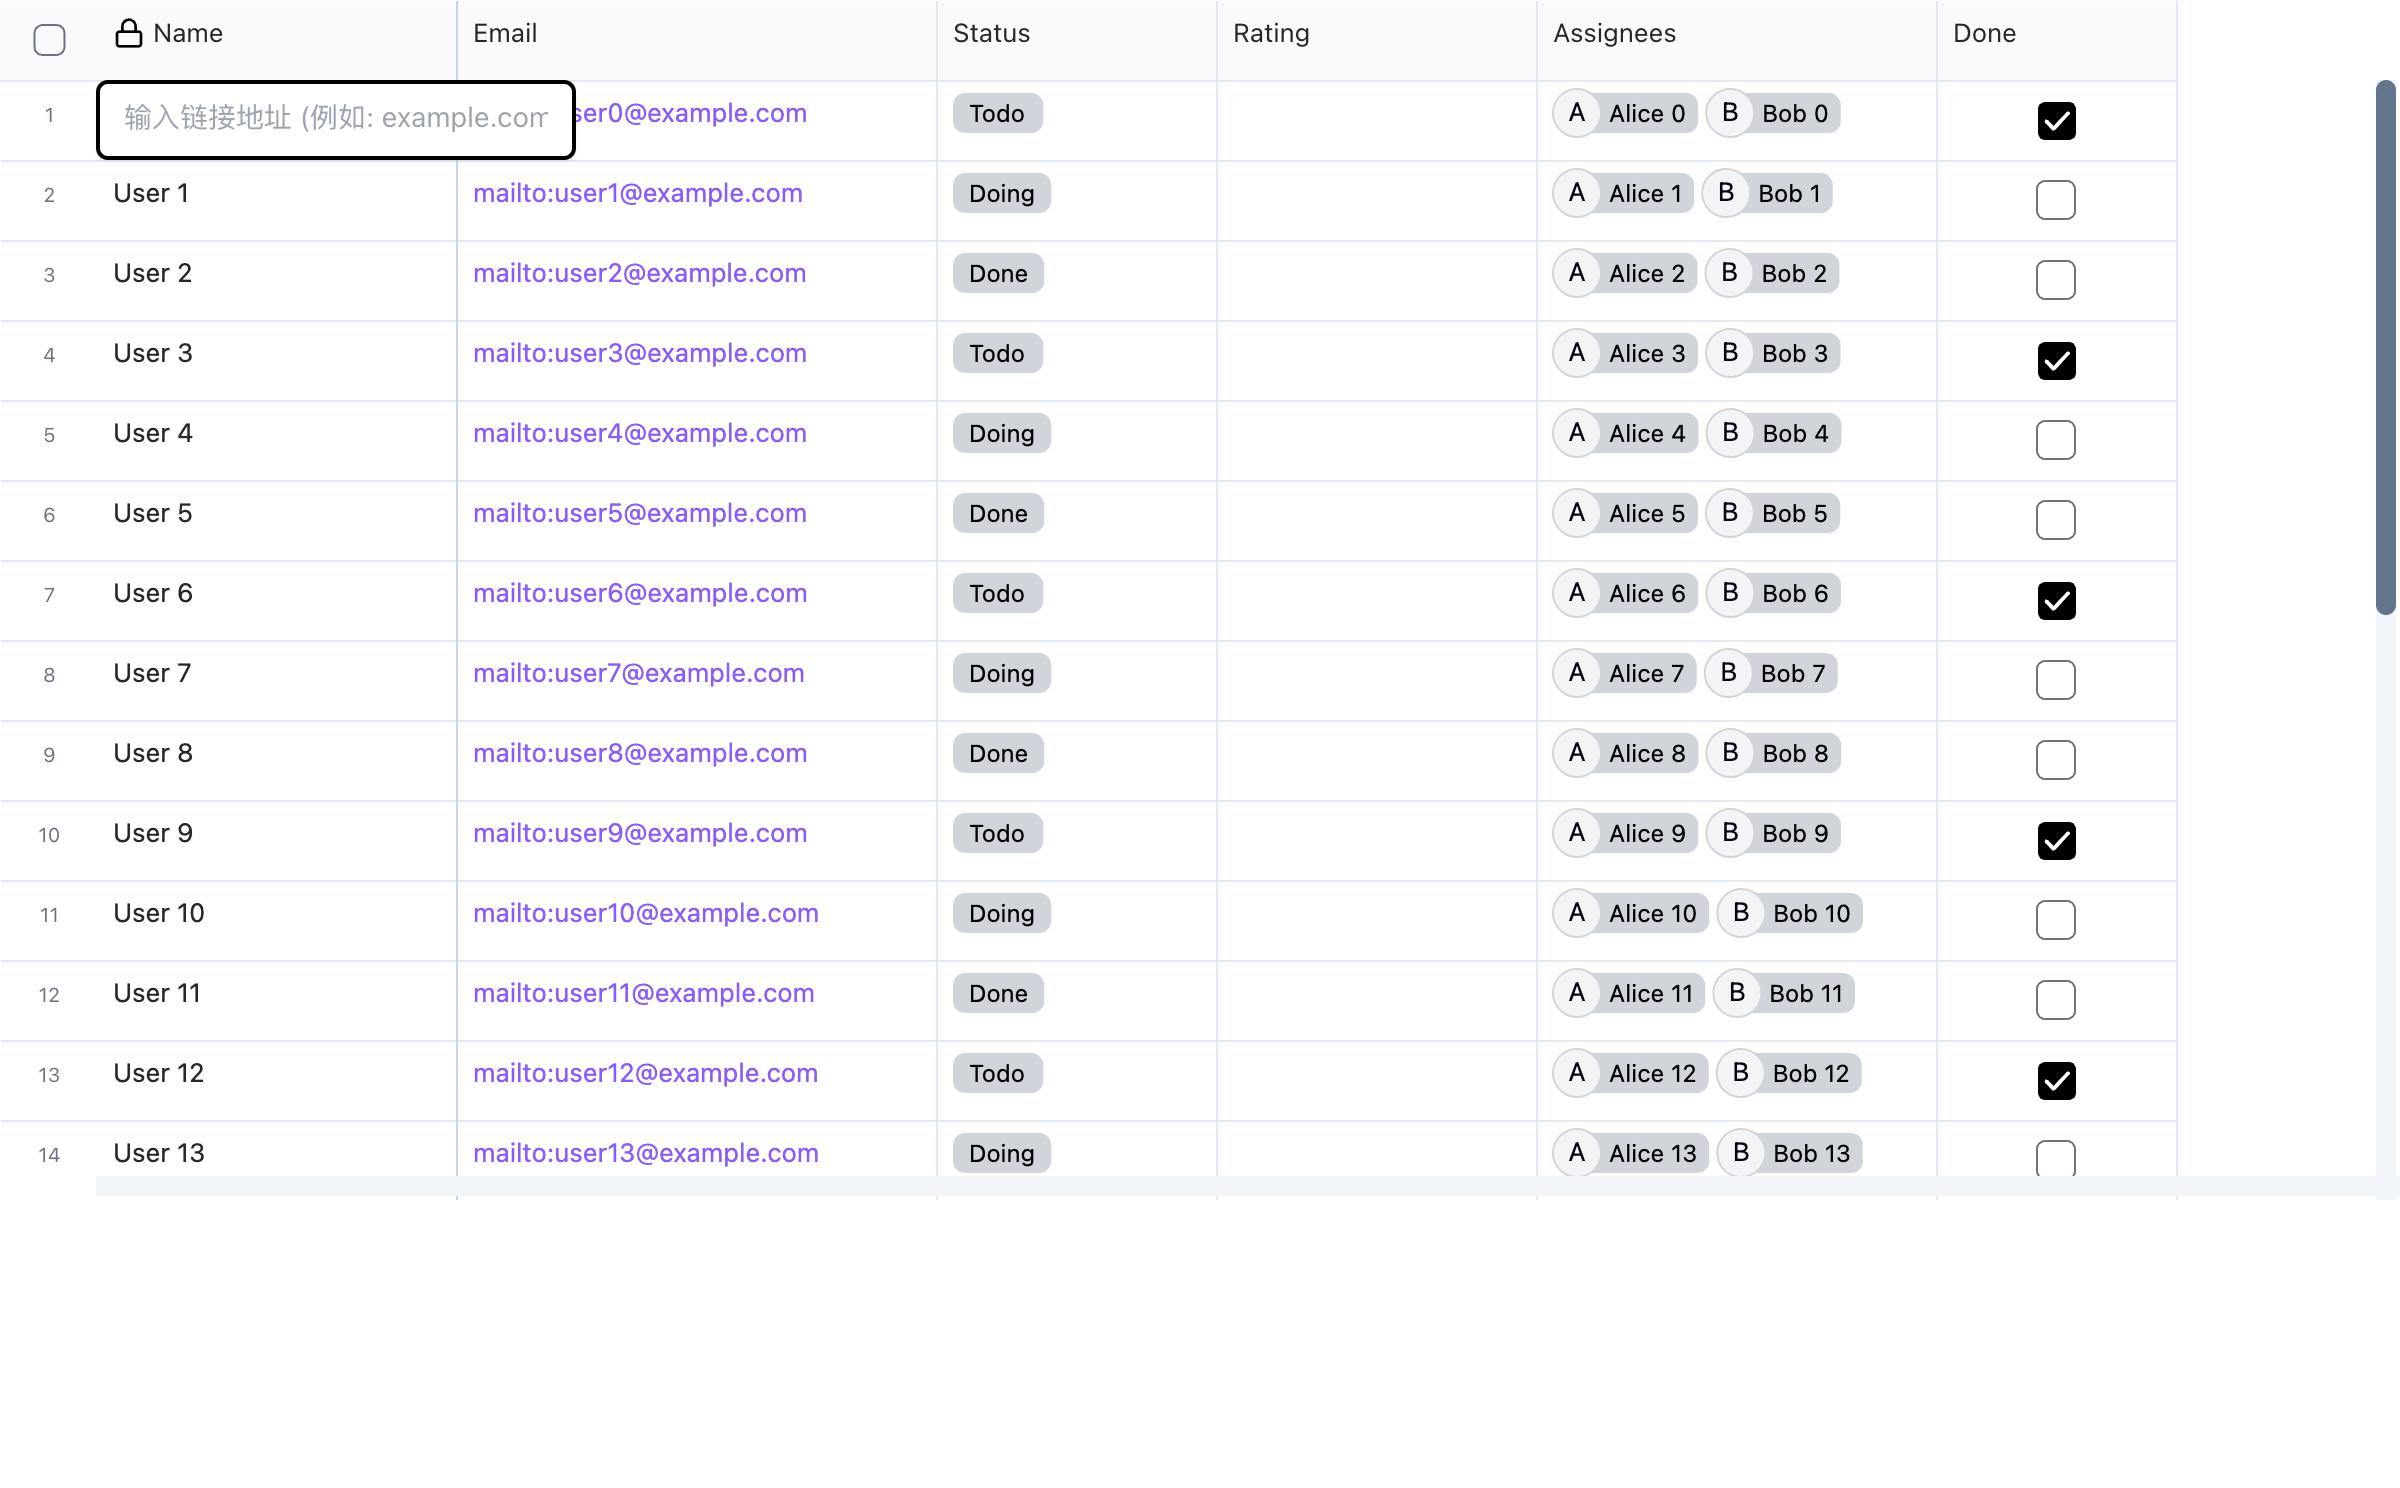 Name Email Status Rating Assignees Done
1 输入链接地址 (例如: example.com ser0@example.com Todo A Alice 0 B Bob 0
2 User 1 mailto:user1@example.com Doing A Alice 1 B Bob 1
3 User 2 mailto:user2@example.com Done A Alice 2 B Bob 2
4 User 3 mailto:user3@example.com Todo A Alice 3 B Bob 3
5 User 4 mailto:user4@example.com Doing A Alice 4 B Bob 4
6 User 5 mailto:user5@example.com Done A Alice 5 B Bob 5
7 User 6 mailto:user6@example.com Todo A Alice 6 B Bob 6
8 User 7 mailto:user7@example.com Doing A Alice 7 B Bob 7
9 User 8 mailto:user8@example.com Done A Alice 8 B Bob 8
10 User 9 mailto:user9@example.com Todo A Alice 9 B Bob 9
11 User 10 mailto:user10@example.com Doing A Alice 10 B Bob 10
12 User 11 mailto:user11@example.com Done A Alice 11 B Bob 11
13 User 12 mailto:user12@example.com Todo A Alice 12 B Bob 12
14 User 13 mailto:user13@example.com Doing A Alice 13 B Bob 13